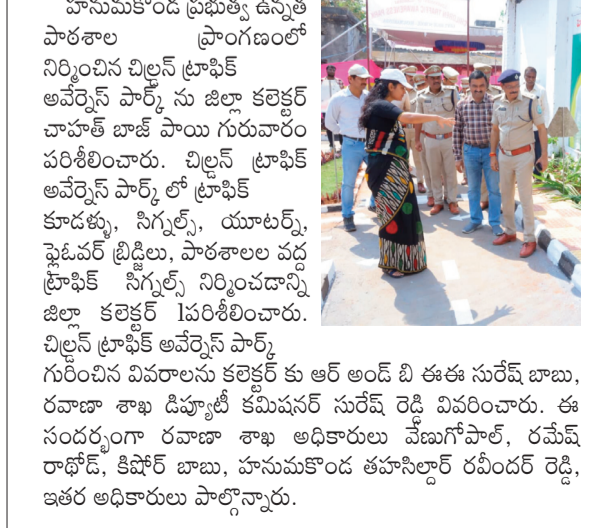 హనుమకొండ ప్రభుత్వ ఉన్నత
పాఠశాల ప్రాంగణంలో
నిర్మించిన చిల్డ్రన్ ట్రాఫిక్
అవేర్నెస్ పార్క్ ను జిల్లా కలెక్టర్
చాహత్ బాజ్ పాయి గురువారం
పరిశీలించారు. చిల్డ్రన్ ట్రాఫిక్
అవేర్నెస్ పార్క్ లో ట్రాఫిక్
కూడళ్ళు, సిగ్నల్స్, యూటర్న్,
ఫ్లైఓవర్ బ్రిడ్జిలు, పాఠశాలల వద్ద
ట్రాఫిక్ సిగ్నల్స్ నిర్మించడాన్ని
జిల్లా కలెక్టర్ 1పరిశీలించారు.
చిల్డ్రన్ ట్రాఫిక్ అవేర్నెస్ పార్క్
గురించిన వివరాలను కలెక్టర్ కు ఆర్ అండ్ బి ఈఈ సురేష్ బాబు,
రవాణా శాఖ డిప్యూటీ కమిషనర్ సురేష్ రెడ్డి వివరించారు. ఈ
సందర్భంగా రవాణా శాఖ అధికారులు వేణుగోపాల్, రమేష్
రాథోడ్, కిషోర్ బాబు, హనుమకొండ తహసిల్దార్ రవీందర్ రెడ్డి,
ఇతర అధికారులు పాల్గొన్నారు.